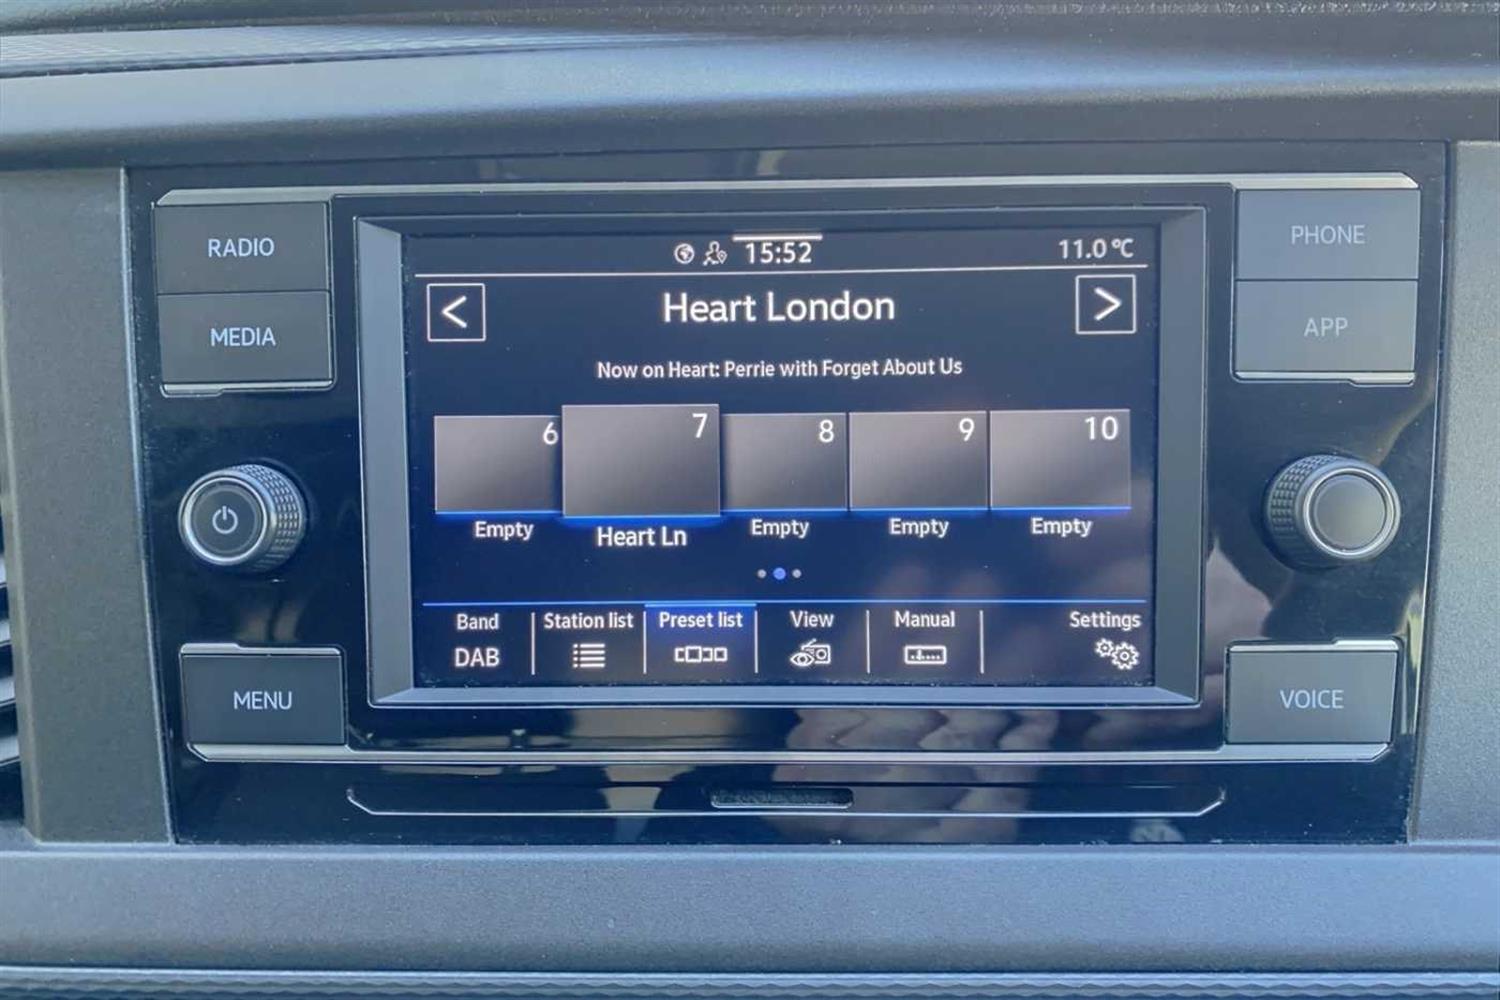 RADIO
MEDIA
MENU
15:52
11.0°C
<
Heart London
>
Now on Heart: Perrie with Forget About Us
6 7 8 9 10
Empty Heart Ln Empty Empty Empty
Band Station list Preset list View Manual Settings
DAB
PHONE
APP
VOICE